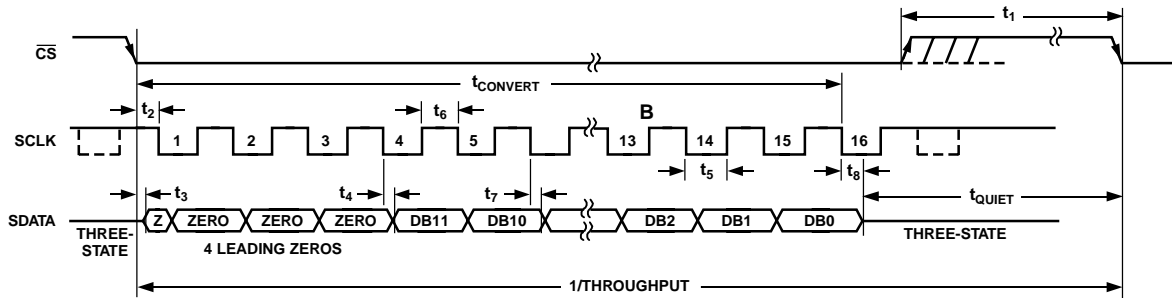 t1
CS
tCONVERT
t2
t6
B
SCLK
1
2
3
4
5
13
14
15
16
t3
t4
t7
t5
t8
tQUIET
SDATA
Z
ZERO
ZERO
ZERO
DB11
DB10
DB2
DB1
DB0
THREE-
STATE
4 LEADING ZEROS
THREE-STATE
1/THROUGHPUT